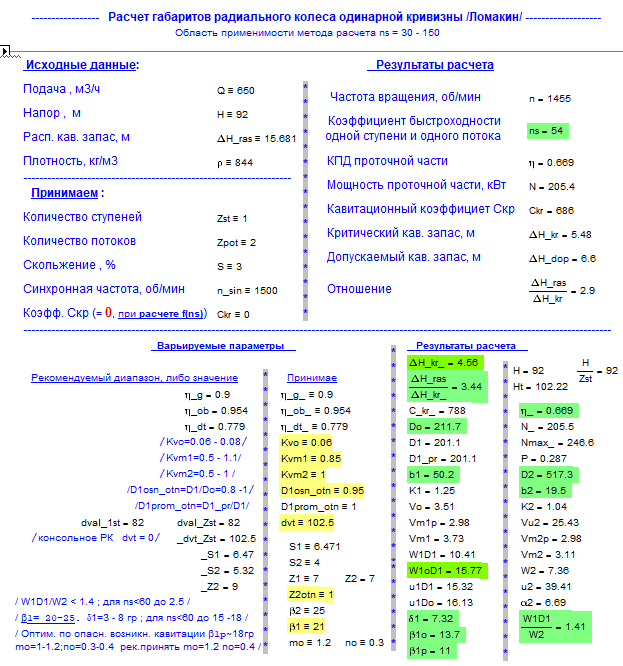 Расчет габаритов радиального колеса одинарной кривизны /Ломакин/
Область применимости метода расчета ns = 30 - 150
Исходные данные:
Подача , м3/ч Q ≡ 650
Напор , м H ≡ 92
Расп. кав. запас, м ΔH_ras ≡ 15.681
Плотность, кг/м3 ρ ≡ 844
Принимаем :
Количество ступеней Zst ≡ 1
Количество потоков Zpot ≡ 2
Скольжение , % S ≡ 3
Синхронная частота, об/мин n_sin ≡ 1500
Коэфф. Скр (= 0, при расчете f(ns)) Ckr ≡ 0
Результаты расчета
Частота вращения, об/мин n = 1455
Коэффициент быстроходности
одной ступени и одного потока ns = 54
КПД проточной части η = 0.669
Мощность проточной части, кВт N = 205.4
Кавитационный коэффициет Скр Ckr = 686
Критический кав. запас, м ΔH_kr = 5.48
Допускаемый кав. запас, м ΔH_dop = 6.6
Отношение ΔH_ras / ΔH_kr = 2.9
Варьируемые параметры
Рекомендуемый диапазон, либо значение
η_g = 0.9
η_ob = 0.954
η_dt = 0.779
/ Kvo=0.06 - 0.08 /
/ Kvm1=0.5 - 1.1/
/ Kvm2=0.5 - 1 /
/D1osn_otn=D1/Do=0.8 -1/
/D1prom_otn=D1_pr/D1/
dval_1st = 82 dval_Zst = 82
/ консольное РК dvt = 0/ _dvt_Zst = 102.5
_S1 = 6.47
_S2 = 5.32
_Z2 = 9
/ W1D1/W2 < 1.4 ; для ns<60 до 2.5 /
/ β1= 20-25. δ1=3 - 8 гр ; для ns<60 до 15 -18 /
/ Оптим. по опасн. возникн. кавитации β1р~18гр
mo=1-1.2;no=0.3-0.4 рек.принять mo=1.2 no=0.4 /
Принимае
η_g_ ≡ 0.9
η_ob_ ≡ 0.954
η_dt_ ≡ 0.779
Kvo ≡ 0.06
Kvm1 ≡ 0.85
Kvm2 ≡ 1
D1osn_otn ≡ 0.95
D1prom_otn ≡ 1
dvt ≡ 102.5
S1 ≡ 6.471
S2 ≡ 4
Z1 ≡ 7 Z2 ≡ 7
Z2otn ≡ 1
β2 ≡ 25
β1 ≡ 21
mo ≡ 1.2 no ≡ 0.3
Результаты расчета
ΔH_kr_ = 4.56
ΔH_ras / ΔH_kr_ = 3.44
C_kr_ = 788
Do = 211.7
D1 = 201.1
D1_pr = 201.1
b1 = 50.2
K1 = 1.25
Vo = 3.51
Vm1p = 2.98
Vm1 = 3.73
W1D1 = 10.41
W1oD1 = 15.77
u1D1 = 15.32
u1Do = 16.13
δ1 = 7.32
β1o = 13.7
β1p = 11
H = 92 H / Zst = 92
Ht = 102.22
η_ = 0.669
N_ = 205.5
Nmax_ = 246.6
P = 0.287
D2 = 517.3
b2 = 19.5
K2 = 1.04
Vu2 = 25.43
Vm2p = 2.98
Vm2 = 3.11
W2 = 7.36
u2 = 39.41
α2 = 6.69
W1D1 / W2 = 1.41